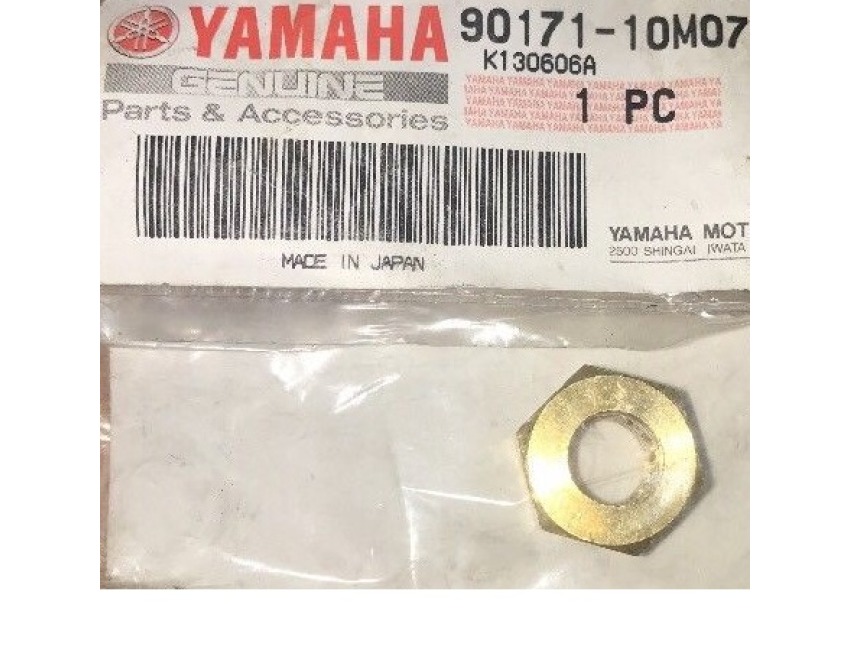 YAMAHA 90171-10M07
K130606A
GENUINE
Parts & Accessories
1 PC
YAMAHA MOT
2500 SHINGAI IWATA
MADE IN JAPAN